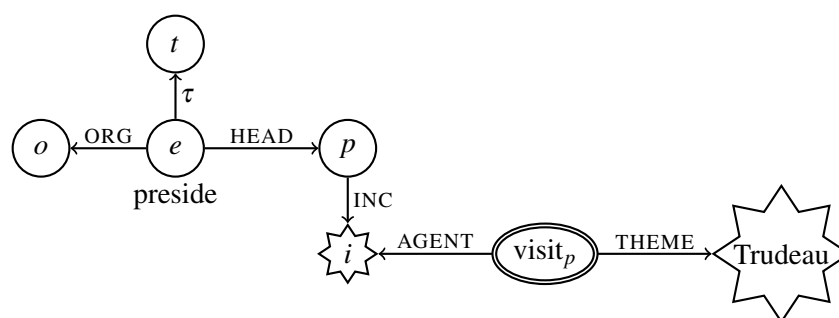 t
τ
o ORG e HEAD p
preside
INC
i AGENT visit_p THEME Trudeau